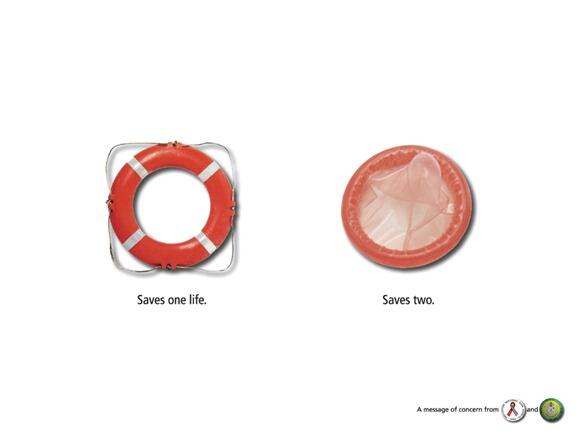 Saves one life.
Saves two.
A message of concern from and